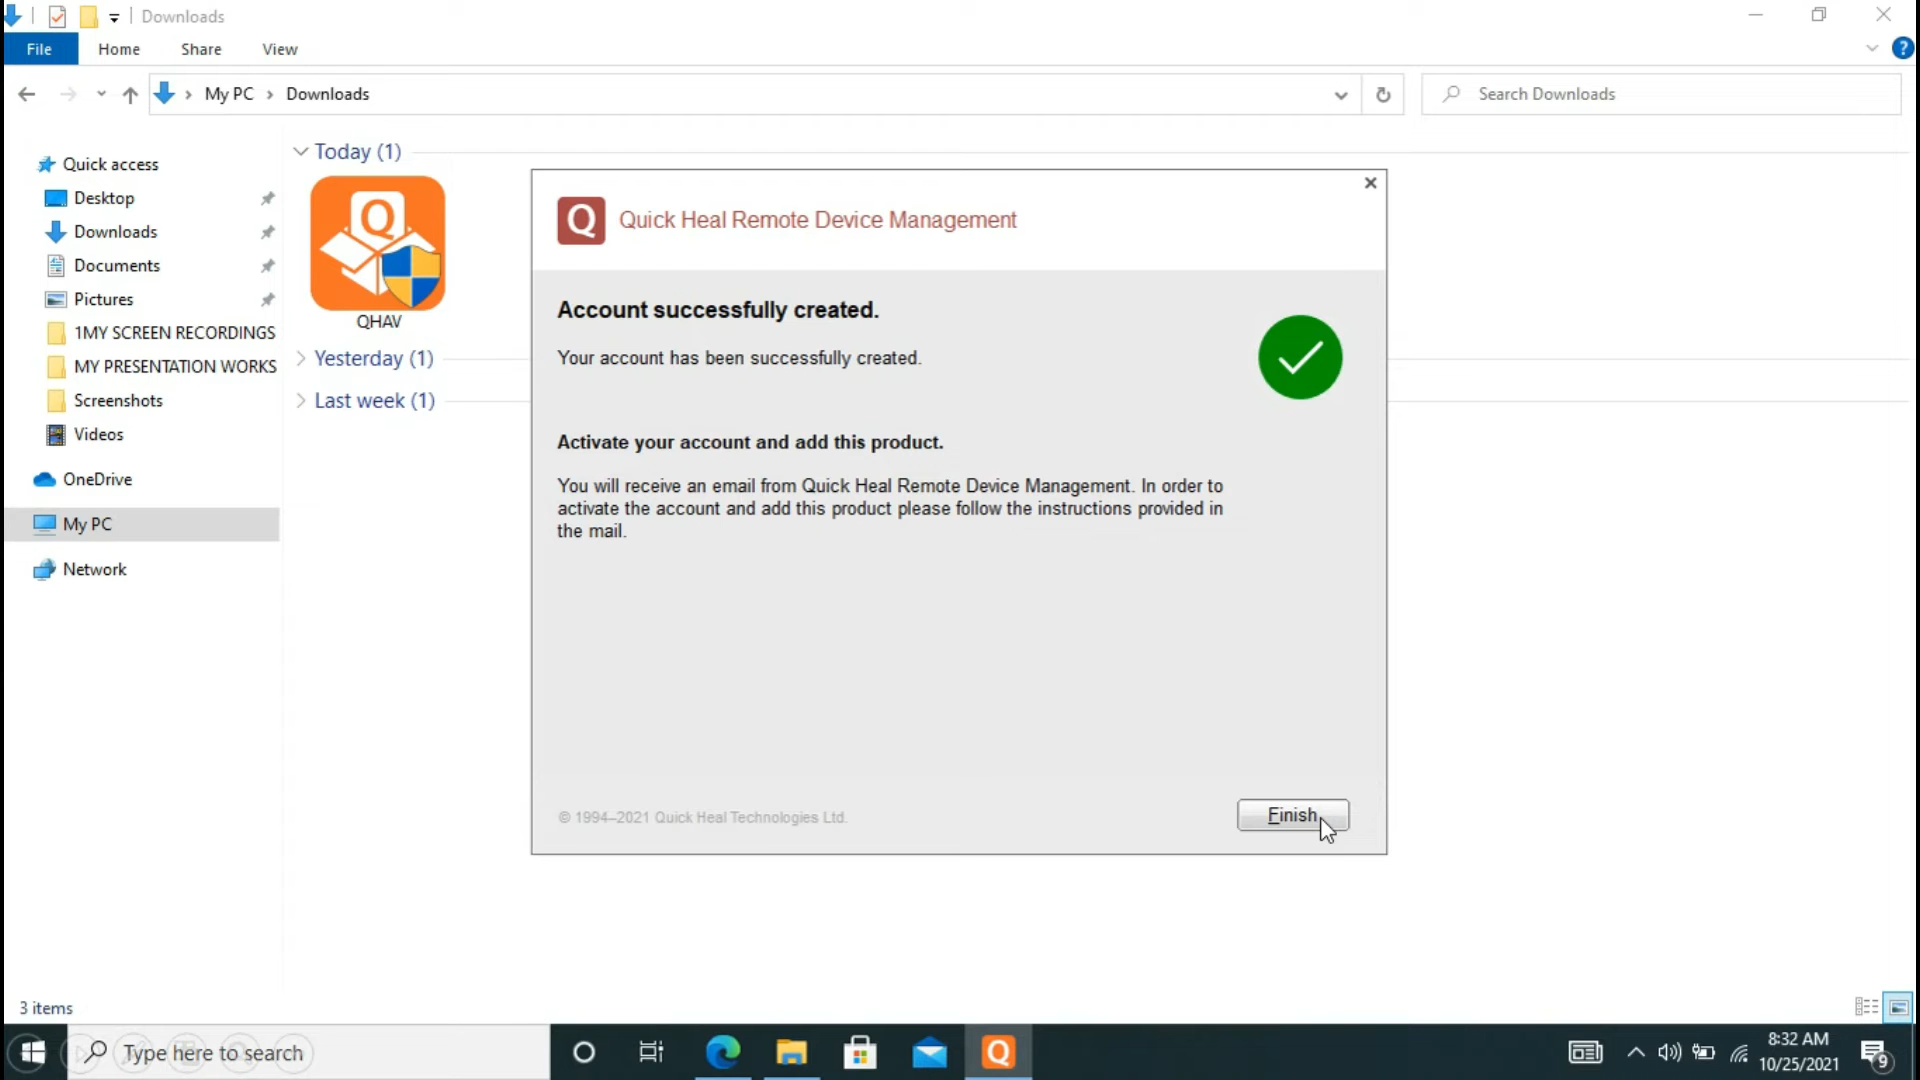 Downloads
File Home Share View
?
My PC Downloads
Search Downloads
Quick access
Desktop
Downloads
Documents
Pictures
1MY SCREEN RECORDINGS
MY PRESENTATION WORKS
Screenshots
Videos
OneDrive
My PC
Network
Today (1)
Q
QHAV
Yesterday (1)
Last week (1)
Q Quick Heal Remote Device Management
Account successfully created.
Your account has been successfully created.
Activate your account and add this product.
You will receive an email from Quick Heal Remote Device Management. In order to
activate the account and add this product please follow the instructions provided in
the mail.
© 1994–2021 Quick Heal Technologies Ltd.
Finish
3 items
Type here to search
Q
8:32 AM
10/25/2021
9